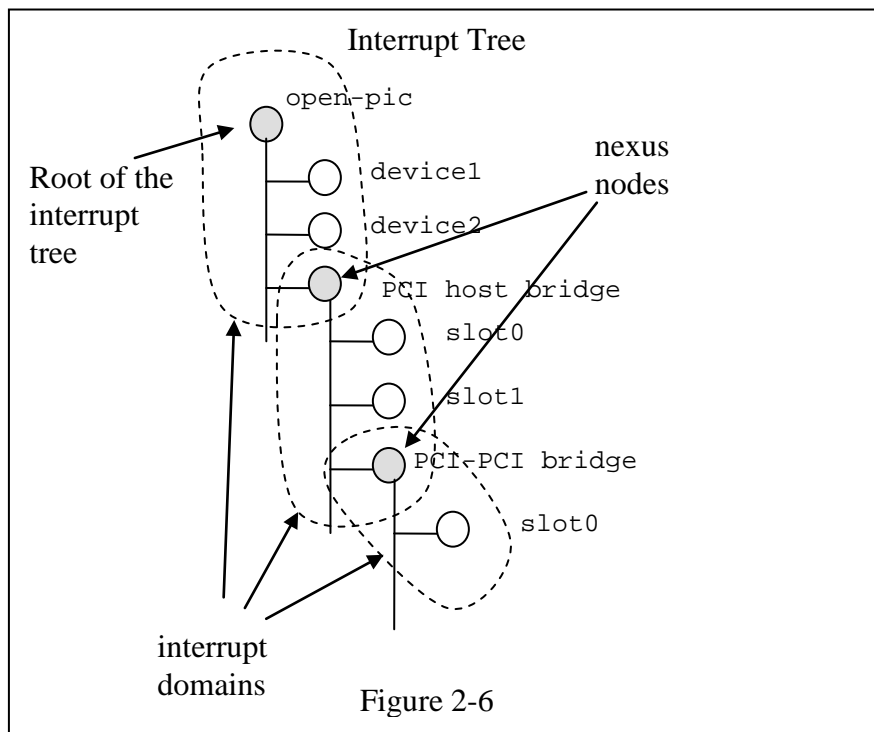 Interrupt Tree
open-pic
nexus
nodes
Root of the
interrupt
tree
device1
device2
PCI host bridge
slot0
slot1
PCI-PCI bridge
slot0
interrupt
domains
Figure 2-6